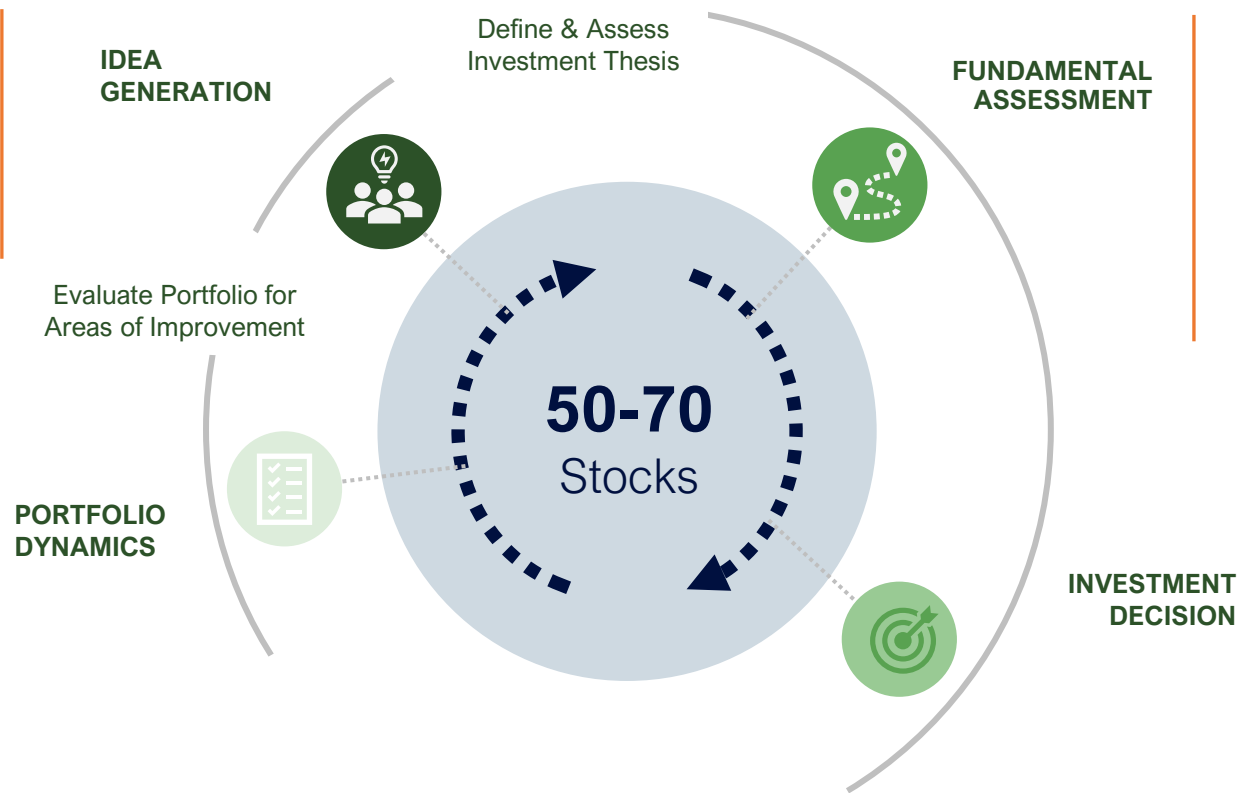 Define & Assess
Investment Thesis
IDEA
GENERATION
FUNDAMENTAL
ASSESSMENT
Evaluate Portfolio for
Areas of Improvement
50-70
Stocks
PORTFOLIO
DYNAMICS
INVESTMENT
DECISION